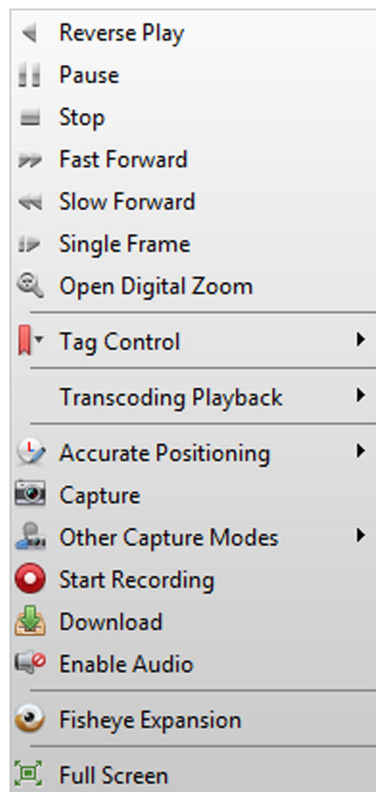 Reverse Play
Pause
Stop
Fast Forward
Slow Forward
Single Frame
Open Digital Zoom
Tag Control
Transcoding Playback
Accurate Positioning
Capture
Other Capture Modes
Start Recording
Download
Enable Audio
Fisheye Expansion
Full Screen